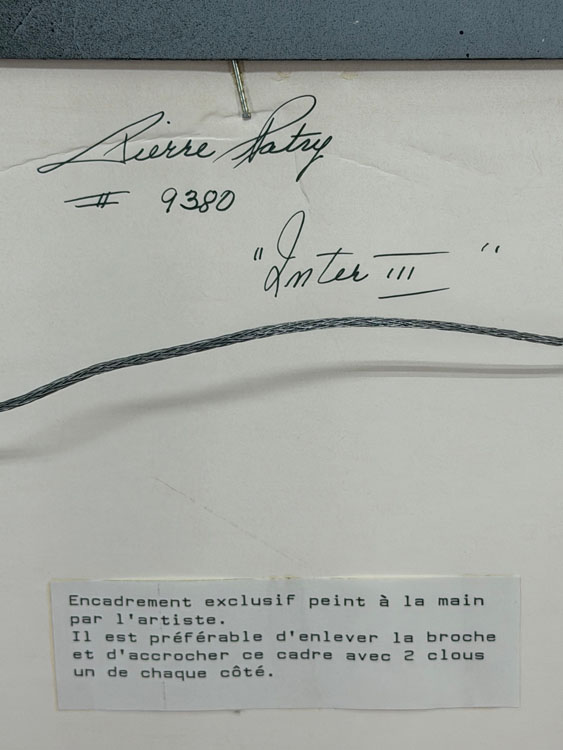 Pierre Patry
# 9380
"Inter III "
Encadrement exclusif peint à la main
par l'artiste.
Il est préférable d'enlever la broche
et d'accrocher ce cadre avec 2 clous
un de chaque côté.